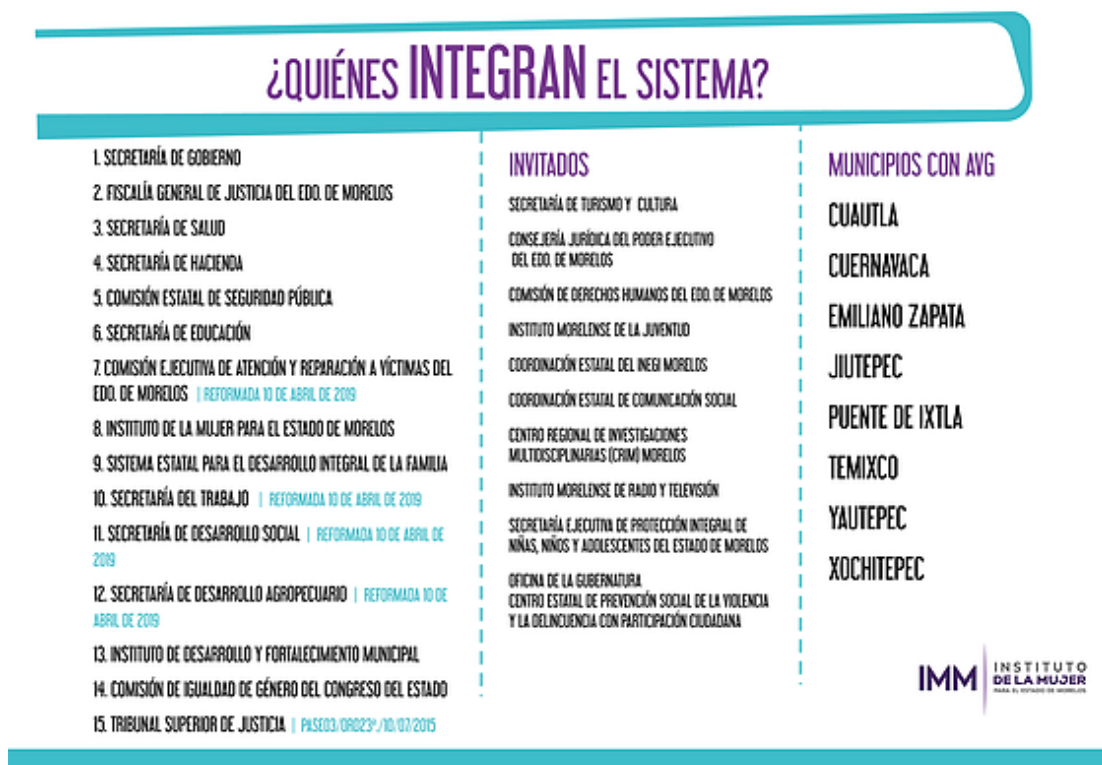 ¿QUIÉNES INTEGRAN EL SISTEMA?
1. SECRETARÍA DE GOBIERNO
2. FISCALÍA GENERAL DE JUSTICIA DEL EDO. DE MORELOS
3. SECRETARÍA DE SALUD
4. SECRETARÍA DE HACIENDA
5. COMISIÓN ESTATAL DE SEGURIDAD PÚBLICA
6. SECRETARÍA DE EDUCACIÓN
7. COMISIÓN EJECUTIVA DE ATENCIÓN Y REPARACIÓN A VÍCTIMAS DEL
EDO. DE MORELOS | REFORMADA 10 DE ABRIL DE 2019
8. INSTITUTO DE LA MUJER PARA EL ESTADO DE MORELOS
9. SISTEMA ESTATAL PARA EL DESARROLLO INTEGRAL DE LA FAMILIA
10. SECRETARÍA DEL TRABAJO | REFORMADA 10 DE ABRIL DE 2019
11. SECRETARÍA DE DESARROLLO SOCIAL | REFORMADA 10 DE ABRIL DE
2019
12. SECRETARÍA DE DESARROLLO AGROPECUARIO | REFORMADA 10 DE
ABRIL DE 2019
13. INSTITUTO DE DESARROLLO Y FORTALECIMIENTO MUNICIPAL
14. COMISIÓN DE IGUALDAD DE GÉNERO DEL CONGRESO DEL ESTADO
15. TRIBUNAL SUPERIOR DE JUSTICIA | PASE03/ORD23ª./10/07/2015
INVITADOS
SECRETARÍA DE TURISMO Y CULTURA
CONSEJERÍA JURÍDICA DEL PODER EJECUTIVO
DEL EDO. DE MORELOS
COMISIÓN DE DERECHOS HUMANOS DEL EDO. DE MORELOS
INSTITUTO MORELENSE DE LA JUVENTUD
COORDINACIÓN ESTATAL DEL INEGI MORELOS
COORDINACIÓN ESTATAL DE COMUNICACIÓN SOCIAL
CENTRO REGIONAL DE INVESTIGACIONES
MULTIDISCIPLINARIAS (CRIM) MORELOS
INSTITUTO MORELENSE DE RADIO Y TELEVISIÓN
SECRETARÍA EJECUTIVA DE PROTECCIÓN INTEGRAL DE
NIÑAS, NIÑOS Y ADOLESCENTES DEL ESTADO DE MORELOS
OFICINA DE LA GUBERNATURA
CENTRO ESTATAL DE PREVENCIÓN SOCIAL DE LA VIOLENCIA
Y LA DELINCUENCIA CON PARTICIPACIÓN CIUDADANA
MUNICIPIOS CON AVG
CUAUTLA
CUERNAVACA
EMILIANO ZAPATA
JIUTEPEC
PUENTE DE IXTLA
TEMIXCO
YAUTEPEC
XOCHITEPEC
IMM
INSTITUTO
DE LA MUJER
PARA EL ESTADO DE MORELOS